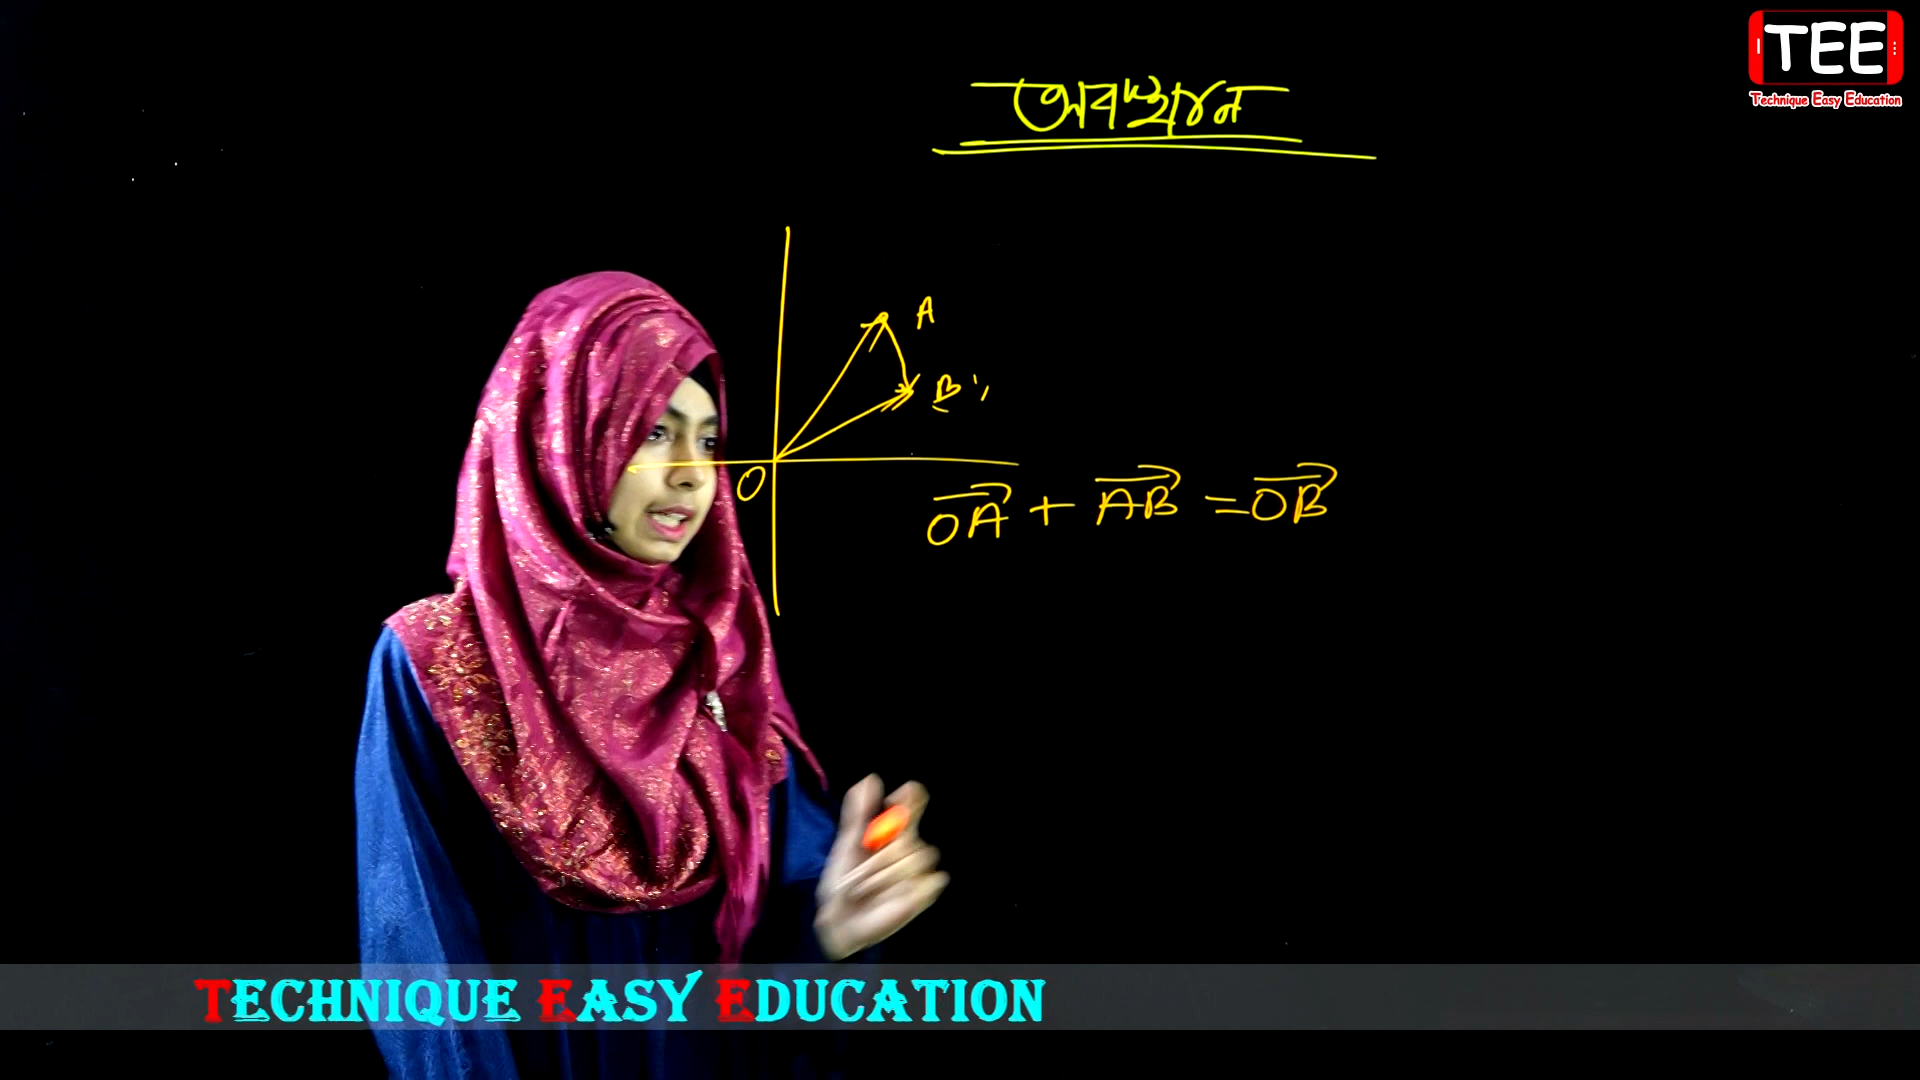 TEE
Technique Easy Education
অবস্থান
A
B
O
OA + AB = OB
TECHNIQUE EASY EDUCATION